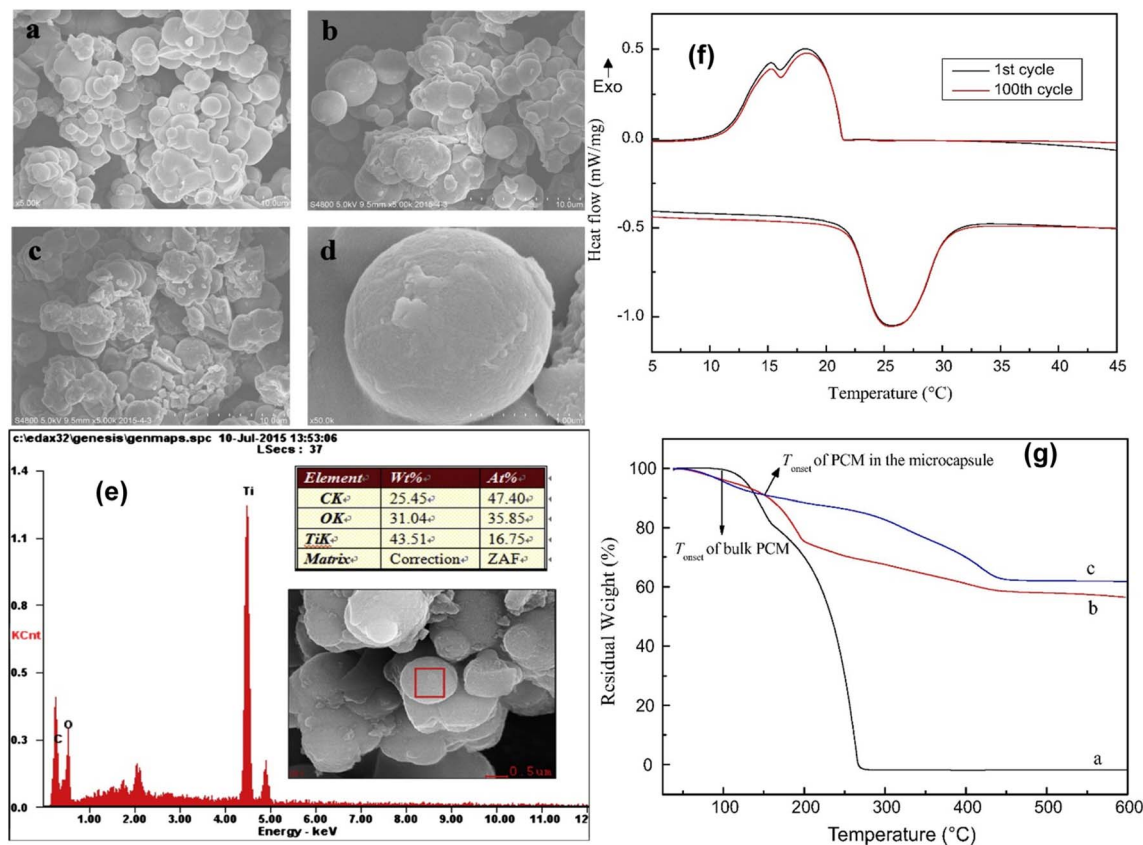 a
x5.00K
10.0um
b
S4800 5.0kV 9.5mm x5.00k 2015-4-3
10.0um
c
S4800 5.0kV 9.5mm x5.00k 2015-4-3
10.0um
d
x50.0k
1.00um
c:\edax32\genesis\genmaps.spc 10-Jul-2015 13:53:06
LSecs : 37
(e)
1.4
1.1
0.8
KCnt
0.5
0.3
0.0
C
O
Ti
Element Wt% At%
CK 25.45 47.40
OK 31.04 35.85
TiK 43.51 16.75
Matrix Correction ZAF
0.5um
1.00 2.00 3.00 4.00 5.00 6.00 7.00 8.00 9.00 10.00 11.00 12
Energy - keV
(f)
Exo
1st cycle
100th cycle
Heat flow (mW/mg)
0.5
0.0
-0.5
-1.0
5 10 15 20 25 30 35 40 45
Temperature (°C)
(g)
Tonset of PCM in the microcapsule
Tonset of bulk PCM
Residual Weight (%)
100
80
60
40
20
0
c
b
a
100 200 300 400 500 600
Temperature (°C)